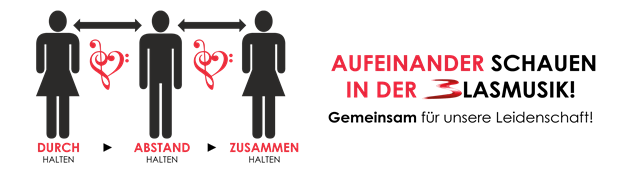 DURCH ► ABSTAND ► ZUSAMMEN
HALTEN HALTEN HALTEN
AUFEINANDER SCHAUEN
IN DER BLASMUSIK!
Gemeinsam für unsere Leidenschaft!